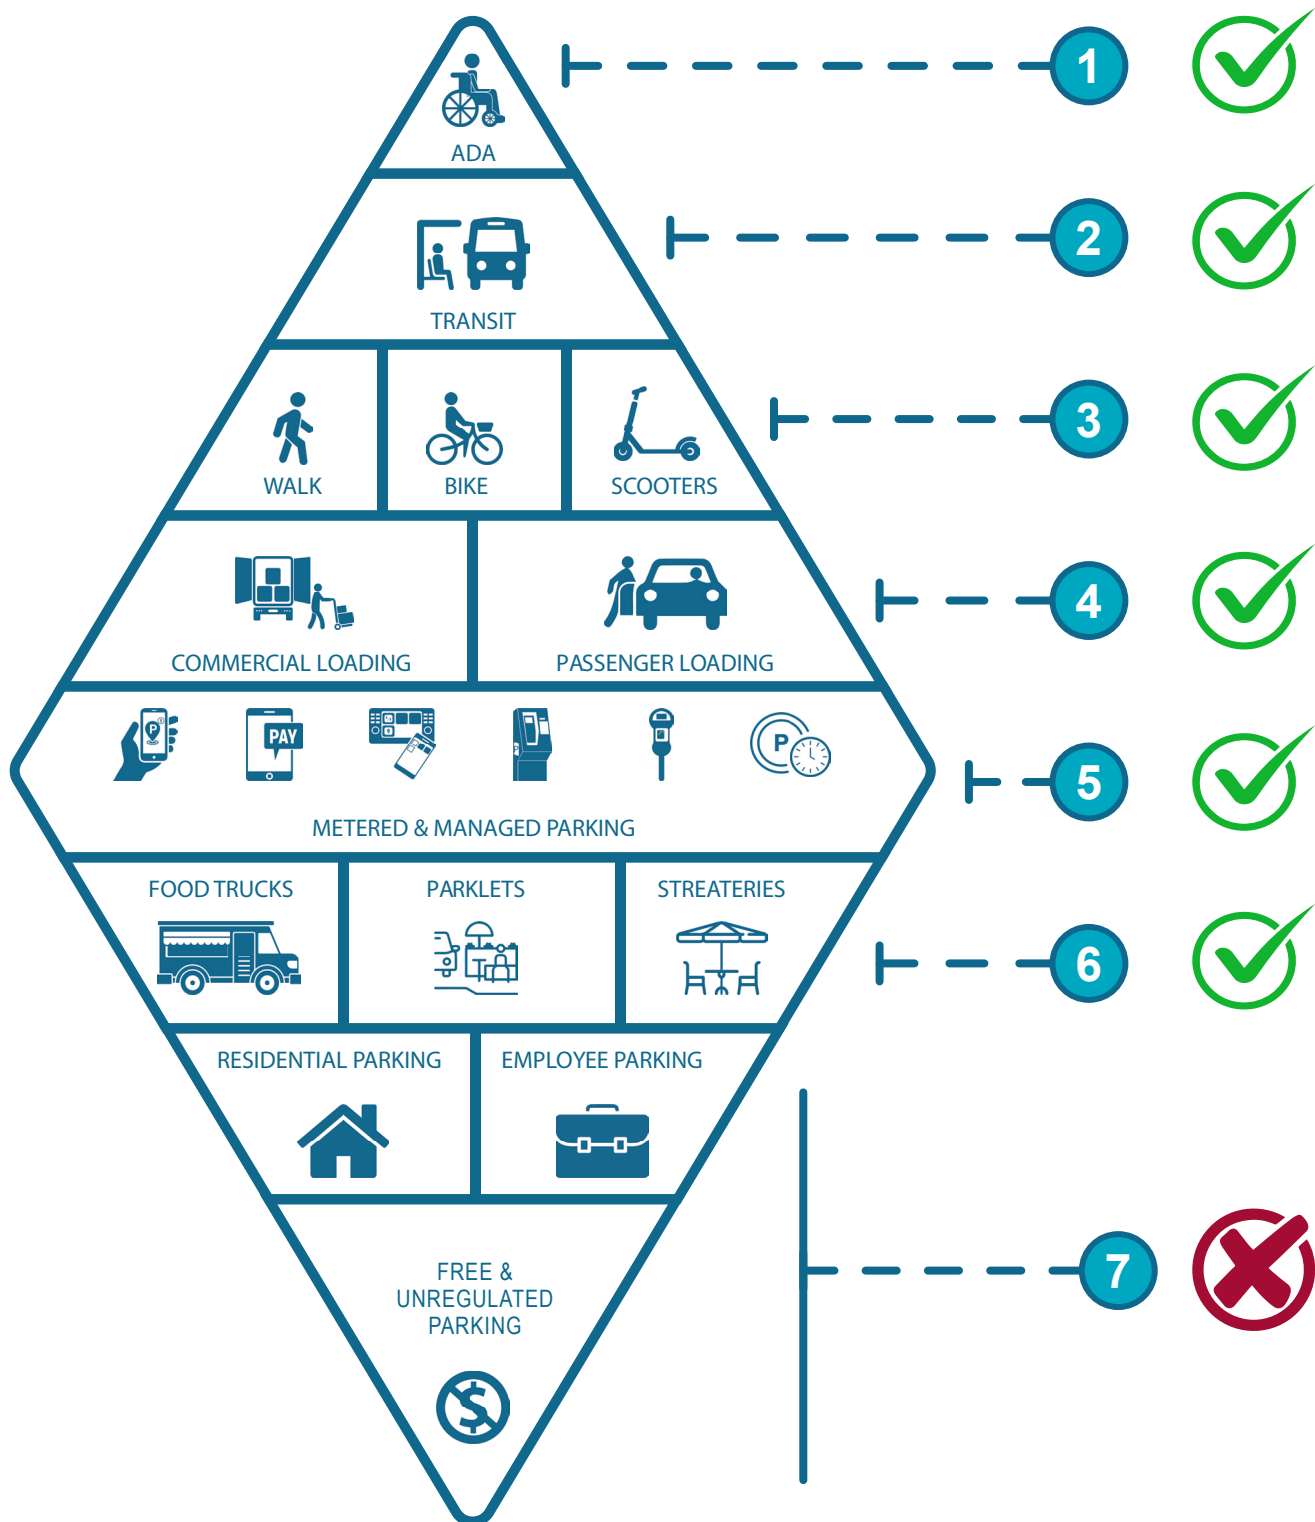 1
ADA
2
TRANSIT
3
WALK
BIKE
SCOOTERS
4
COMMERCIAL LOADING
PASSENGER LOADING
P
PAY
P
5
METERED & MANAGED PARKING
FOOD TRUCKS
PARKLETS
STREATERIES
6
RESIDENTIAL PARKING
EMPLOYEE PARKING
7
FREE &
UNREGULATED
PARKING
$